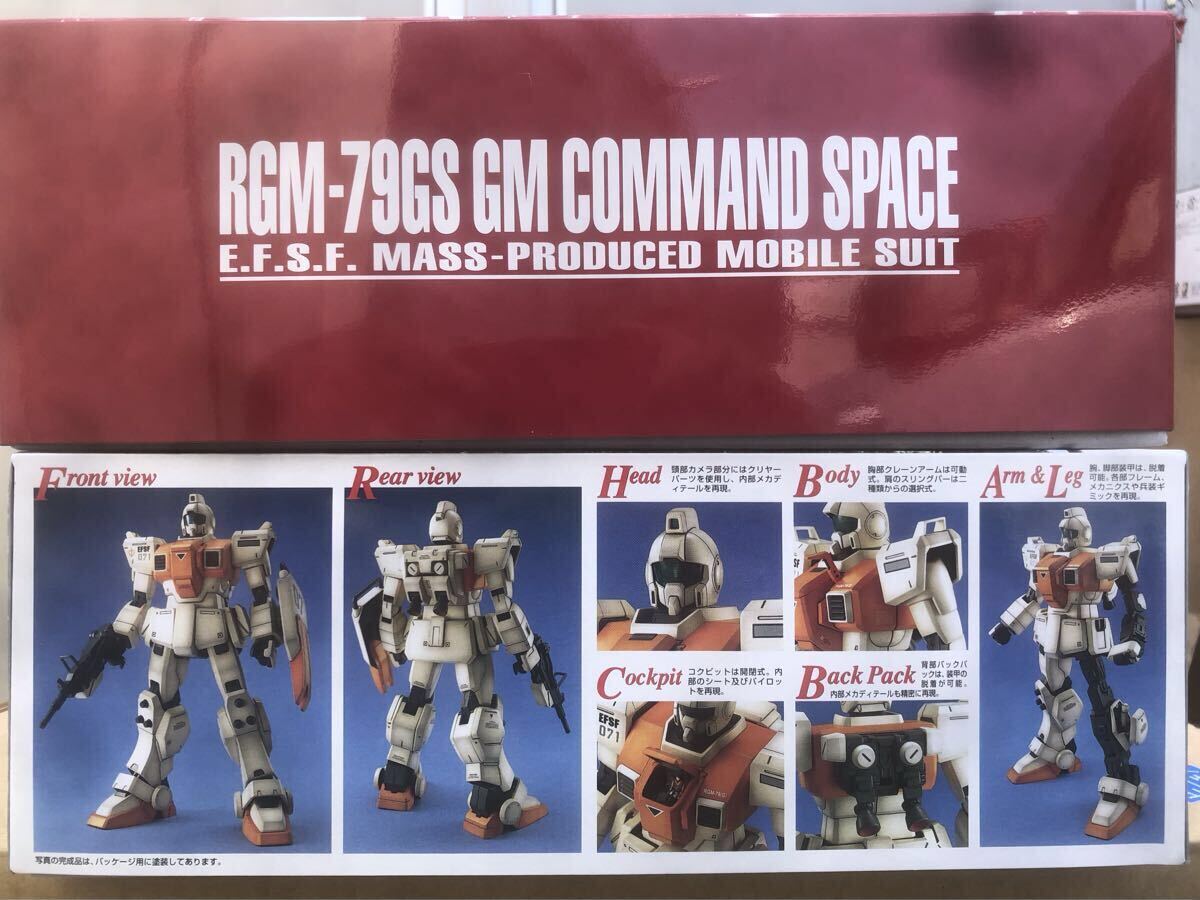 RGM-79GS GM COMMAND SPACE
E.F.S.F. MASS-PRODUCED MOBILE SUIT
Front view
EFSF
071
Rear view
Head
頭部カメラ部分にはクリヤー
パーツを使用し、内部メカデ
ィテールを再現。
Body
胸部クレーンアームは可動
式。肩のスリングバーは二
種類からの選択式。
Arm & Leg
腕、脚部装甲は、脱着
可能。各部フレーム、
メカニクスや兵装ギ
ミックを再現。
Cockpit
コクピットは開閉式。内
部のシート及びパイロッ
トを再現。
EFSF
071
Back Pack
背部バックパ
ックは、装甲の
脱着が可能。
内部メカディテールも精密に再現。
写真の完成品は、パッケージ用に塗装してあります。